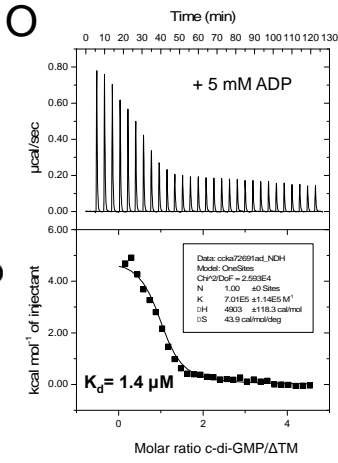 O
Time (min)
0 10 20 30 40 50 60 70 80 90 100 110 120 130
0.80
0.60
0.40
0.20
0.00
µcal/sec
+ 5 mM ADP
6.00
4.00
2.00
0.00
kcal mol⁻¹ of injectant
Data: ccka72691ad_NDH
Model: OneSites
Chi^2/DoF = 2.593E4
N 1.00 ±0 Sites
K 7.01E5 ±1.14E5 M⁻¹
□H 4903 ±118.3 cal/mol
□S 43.9 cal/mol/deg
K_d= 1.4 µM
0 2 4
Molar ratio c-di-GMP/ΔTM